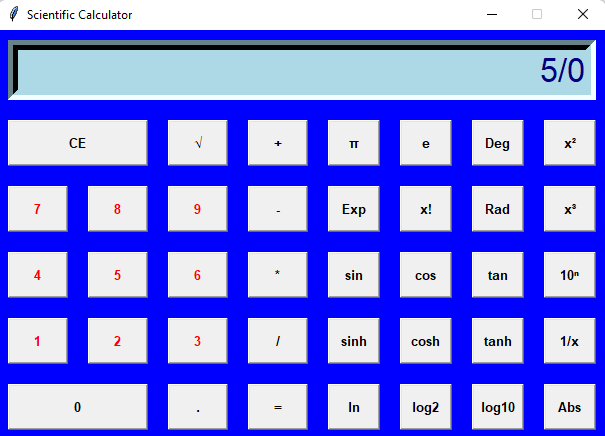 Scientific Calculator
5/0
CE √ + π e Deg x²
7 8 9 - Exp x! Rad x³
4 5 6 * sin cos tan 10ⁿ
1 2 3 / sinh cosh tanh 1/x
0 . = ln log2 log10 Abs